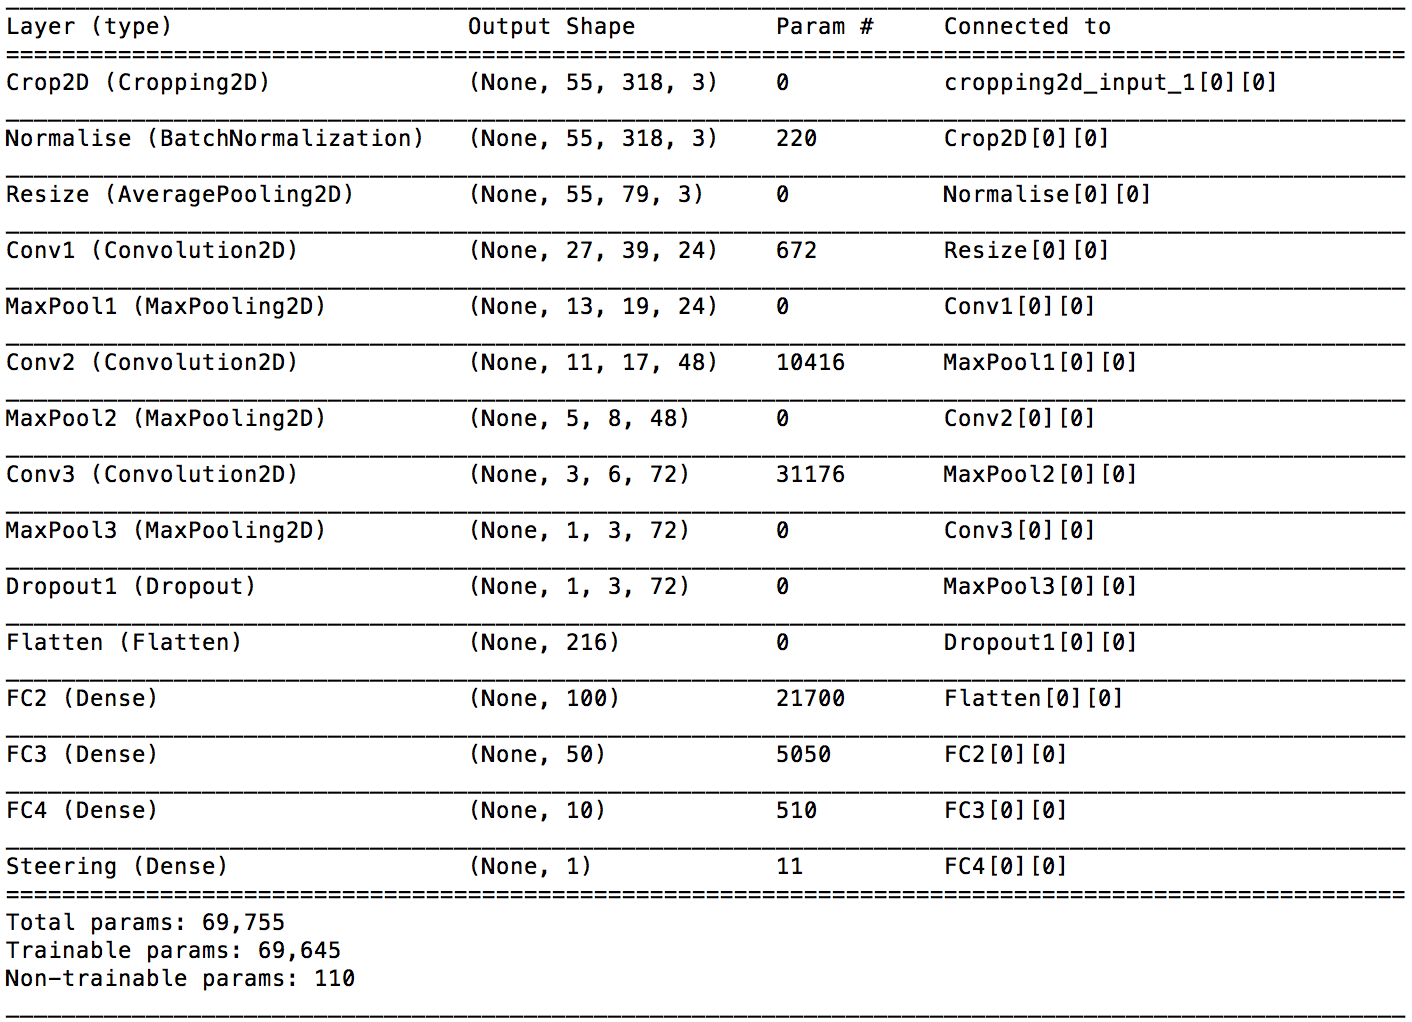 Layer (type) Output Shape Param # Connected to
Crop2D (Cropping2D) (None, 55, 318, 3) 0 cropping2d_input_1[0][0]
Normalise (BatchNormalization) (None, 55, 318, 3) 220 Crop2D[0][0]
Resize (AveragePooling2D) (None, 55, 79, 3) 0 Normalise[0][0]
Conv1 (Convolution2D) (None, 27, 39, 24) 672 Resize[0][0]
MaxPool1 (MaxPooling2D) (None, 13, 19, 24) 0 Conv1[0][0]
Conv2 (Convolution2D) (None, 11, 17, 48) 10416 MaxPool1[0][0]
MaxPool2 (MaxPooling2D) (None, 5, 8, 48) 0 Conv2[0][0]
Conv3 (Convolution2D) (None, 3, 6, 72) 31176 MaxPool2[0][0]
MaxPool3 (MaxPooling2D) (None, 1, 3, 72) 0 Conv3[0][0]
Dropout1 (Dropout) (None, 1, 3, 72) 0 MaxPool3[0][0]
Flatten (Flatten) (None, 216) 0 Dropout1[0][0]
FC2 (Dense) (None, 100) 21700 Flatten[0][0]
FC3 (Dense) (None, 50) 5050 FC2[0][0]
FC4 (Dense) (None, 10) 510 FC3[0][0]
Steering (Dense) (None, 1) 11 FC4[0][0]
Total params: 69,755
Trainable params: 69,645
Non-trainable params: 110